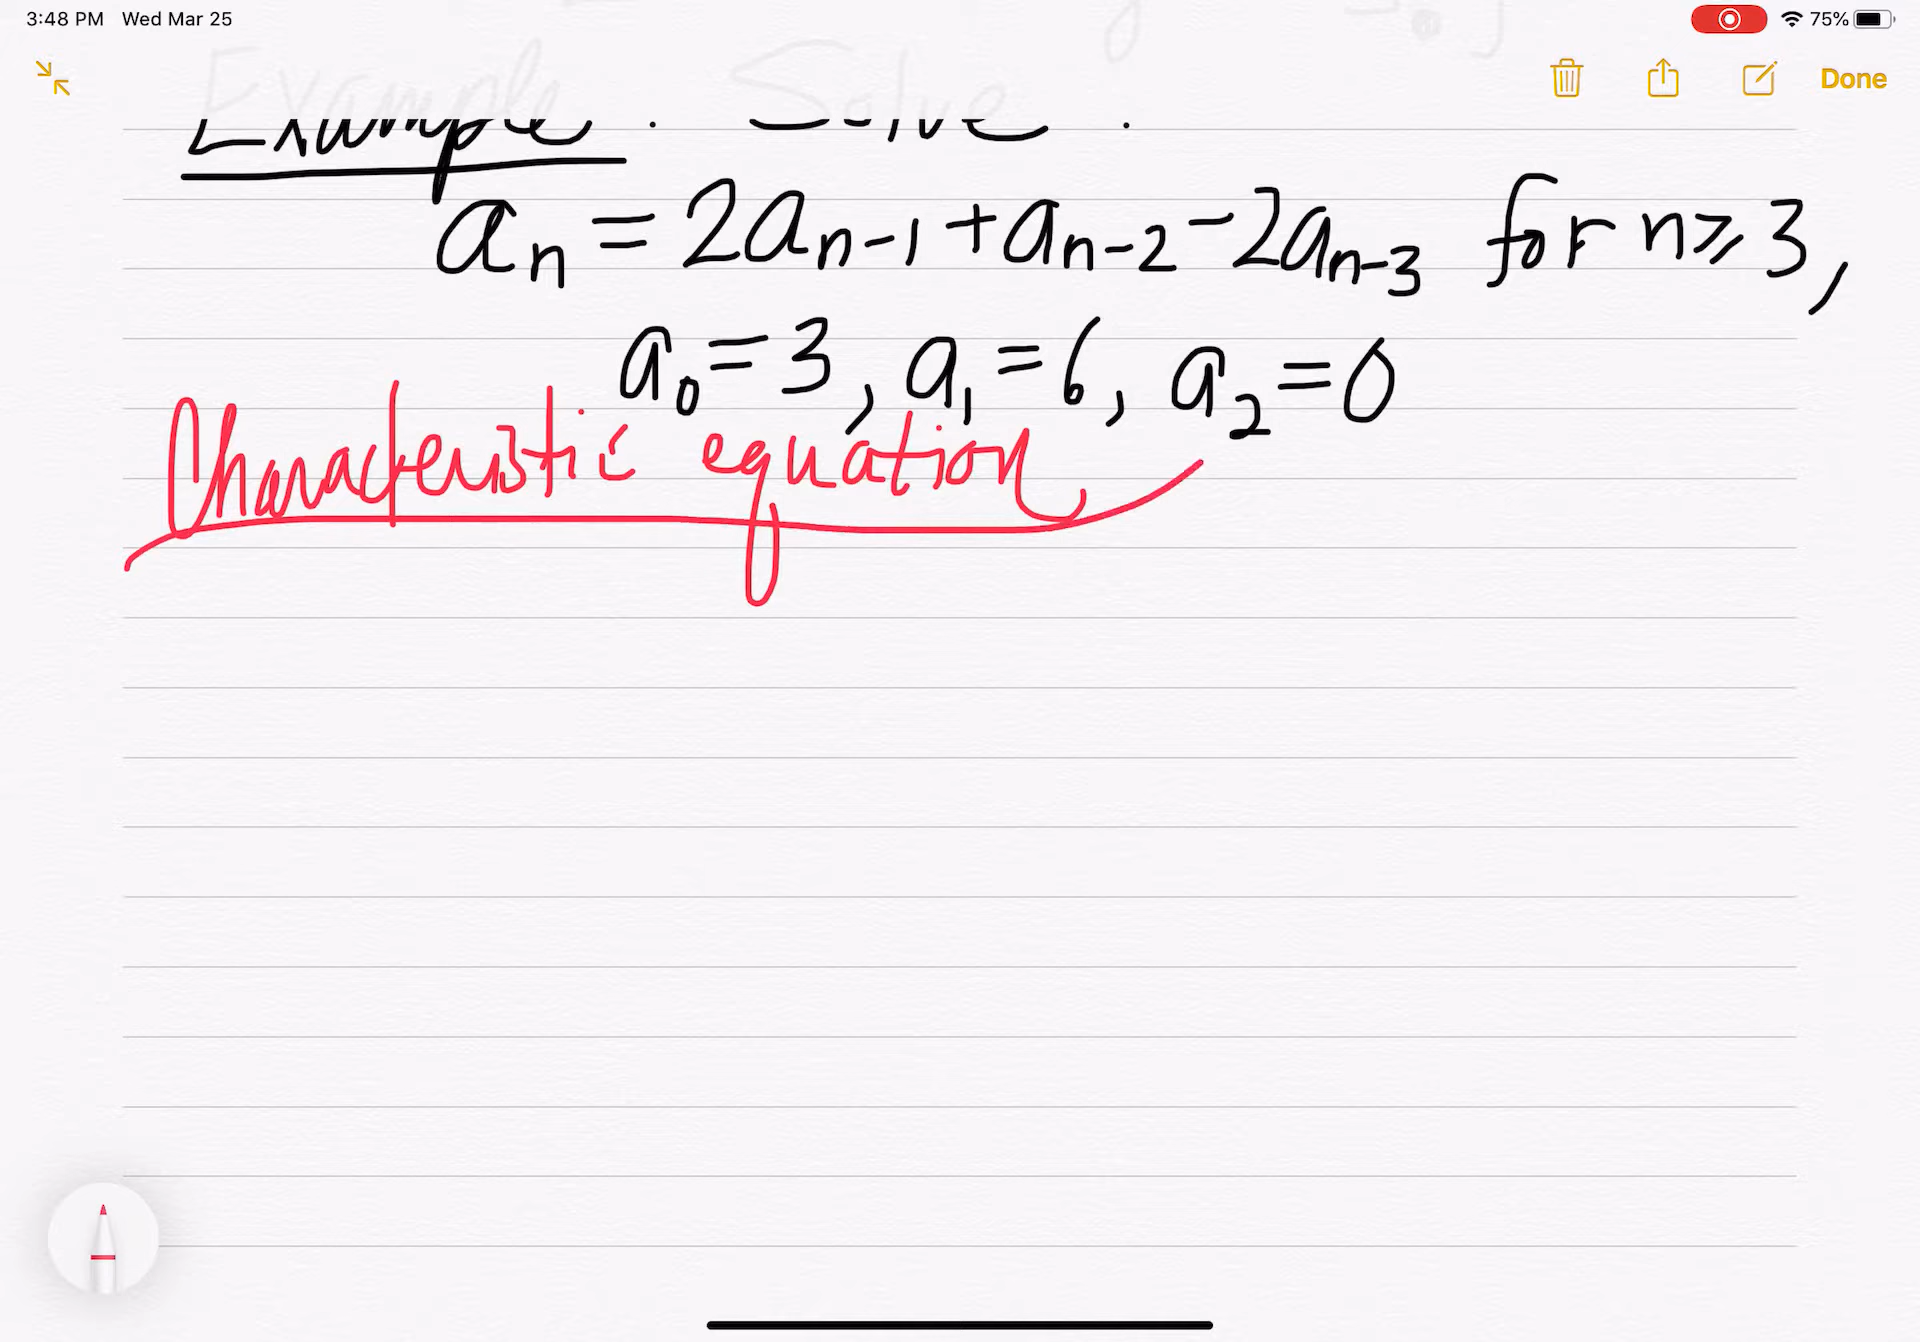 3:48 PM Wed Mar 25 75%
Done
Example. Solve.
aₙ = 2aₙ₋₁ + aₙ₋₂ - 2aₙ₋₃ for n ⩾ 3,
a₀ = 3, a₁ = 6, a₂ = 0
Characteristic equation